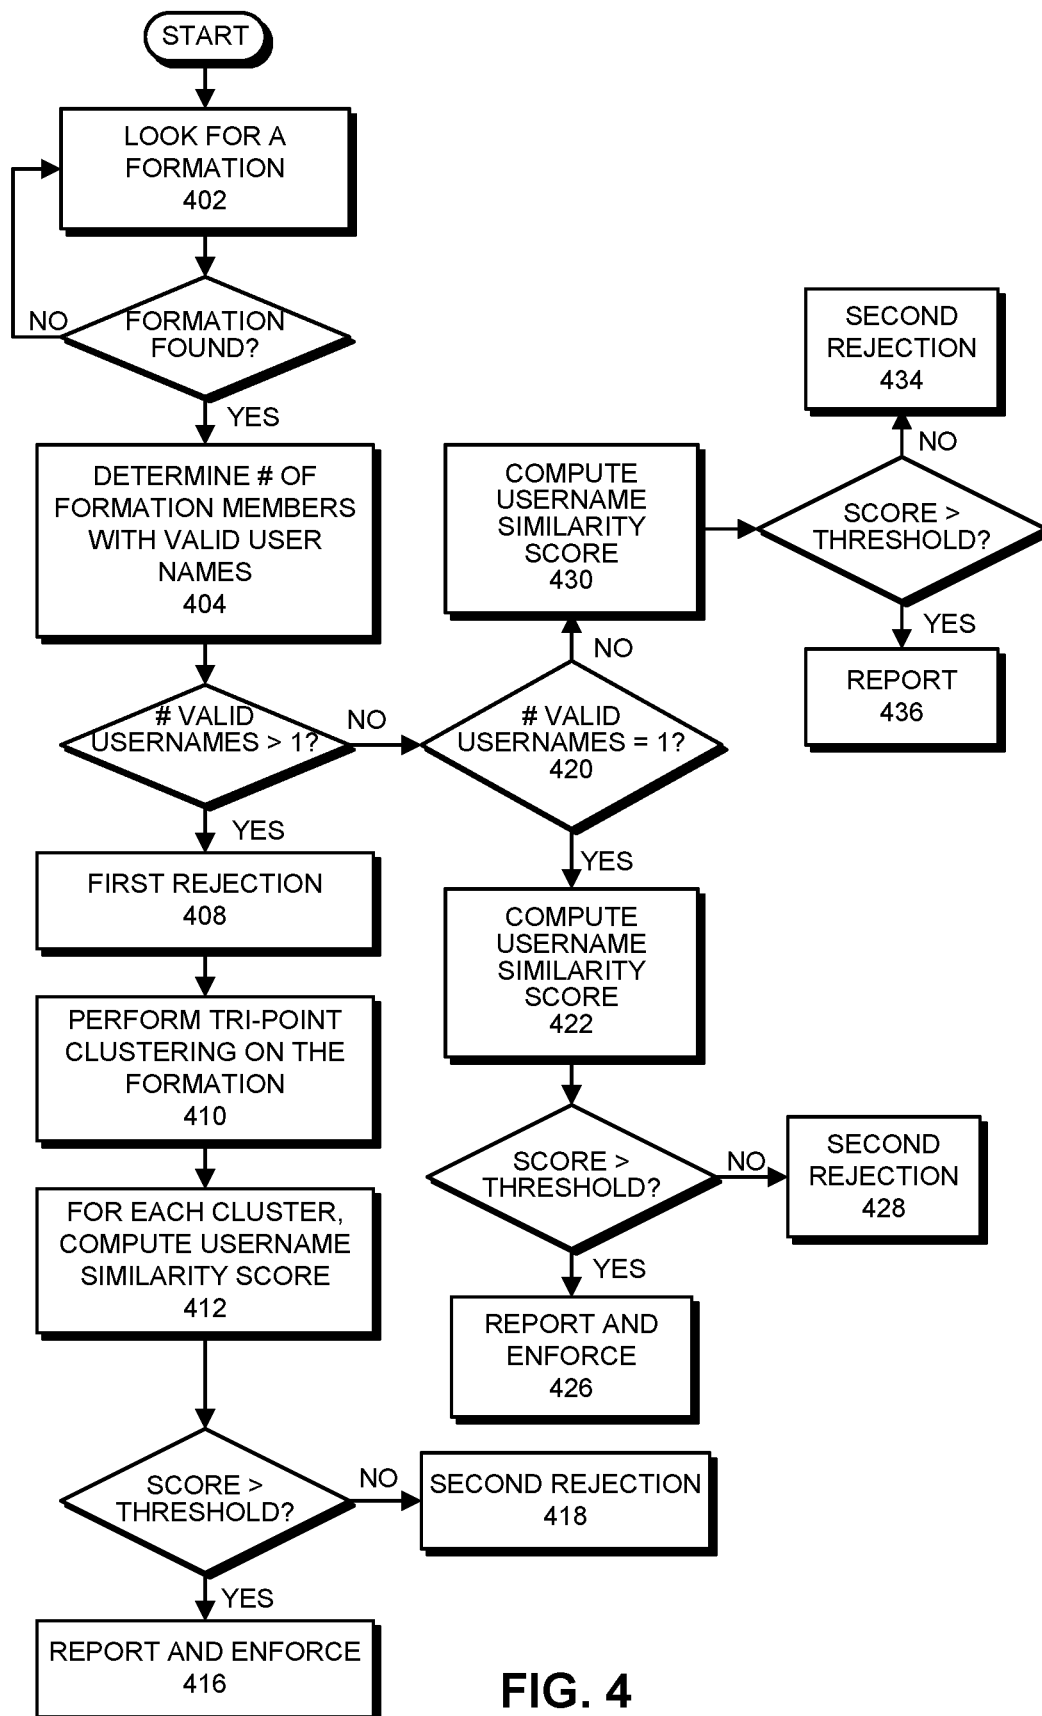 START
LOOK FOR A
FORMATION
402
FORMATION
FOUND?
NO
YES
DETERMINE # OF
FORMATION MEMBERS
WITH VALID USER
NAMES
404
# VALID
USERNAMES > 1?
NO
YES
FIRST REJECTION
408
PERFORM TRI-POINT
CLUSTERING ON THE
FORMATION
410
FOR EACH CLUSTER,
COMPUTE USERNAME
SIMILARITY SCORE
412
SCORE >
THRESHOLD?
NO
SECOND REJECTION
418
YES
REPORT AND ENFORCE
416
# VALID
USERNAMES = 1?
420
NO
COMPUTE
USERNAME
SIMILARITY
SCORE
430
SCORE >
THRESHOLD?
NO
SECOND
REJECTION
434
YES
REPORT
436
YES
COMPUTE
USERNAME
SIMILARITY
SCORE
422
SCORE >
THRESHOLD?
NO
SECOND
REJECTION
428
YES
REPORT AND
ENFORCE
426
FIG. 4